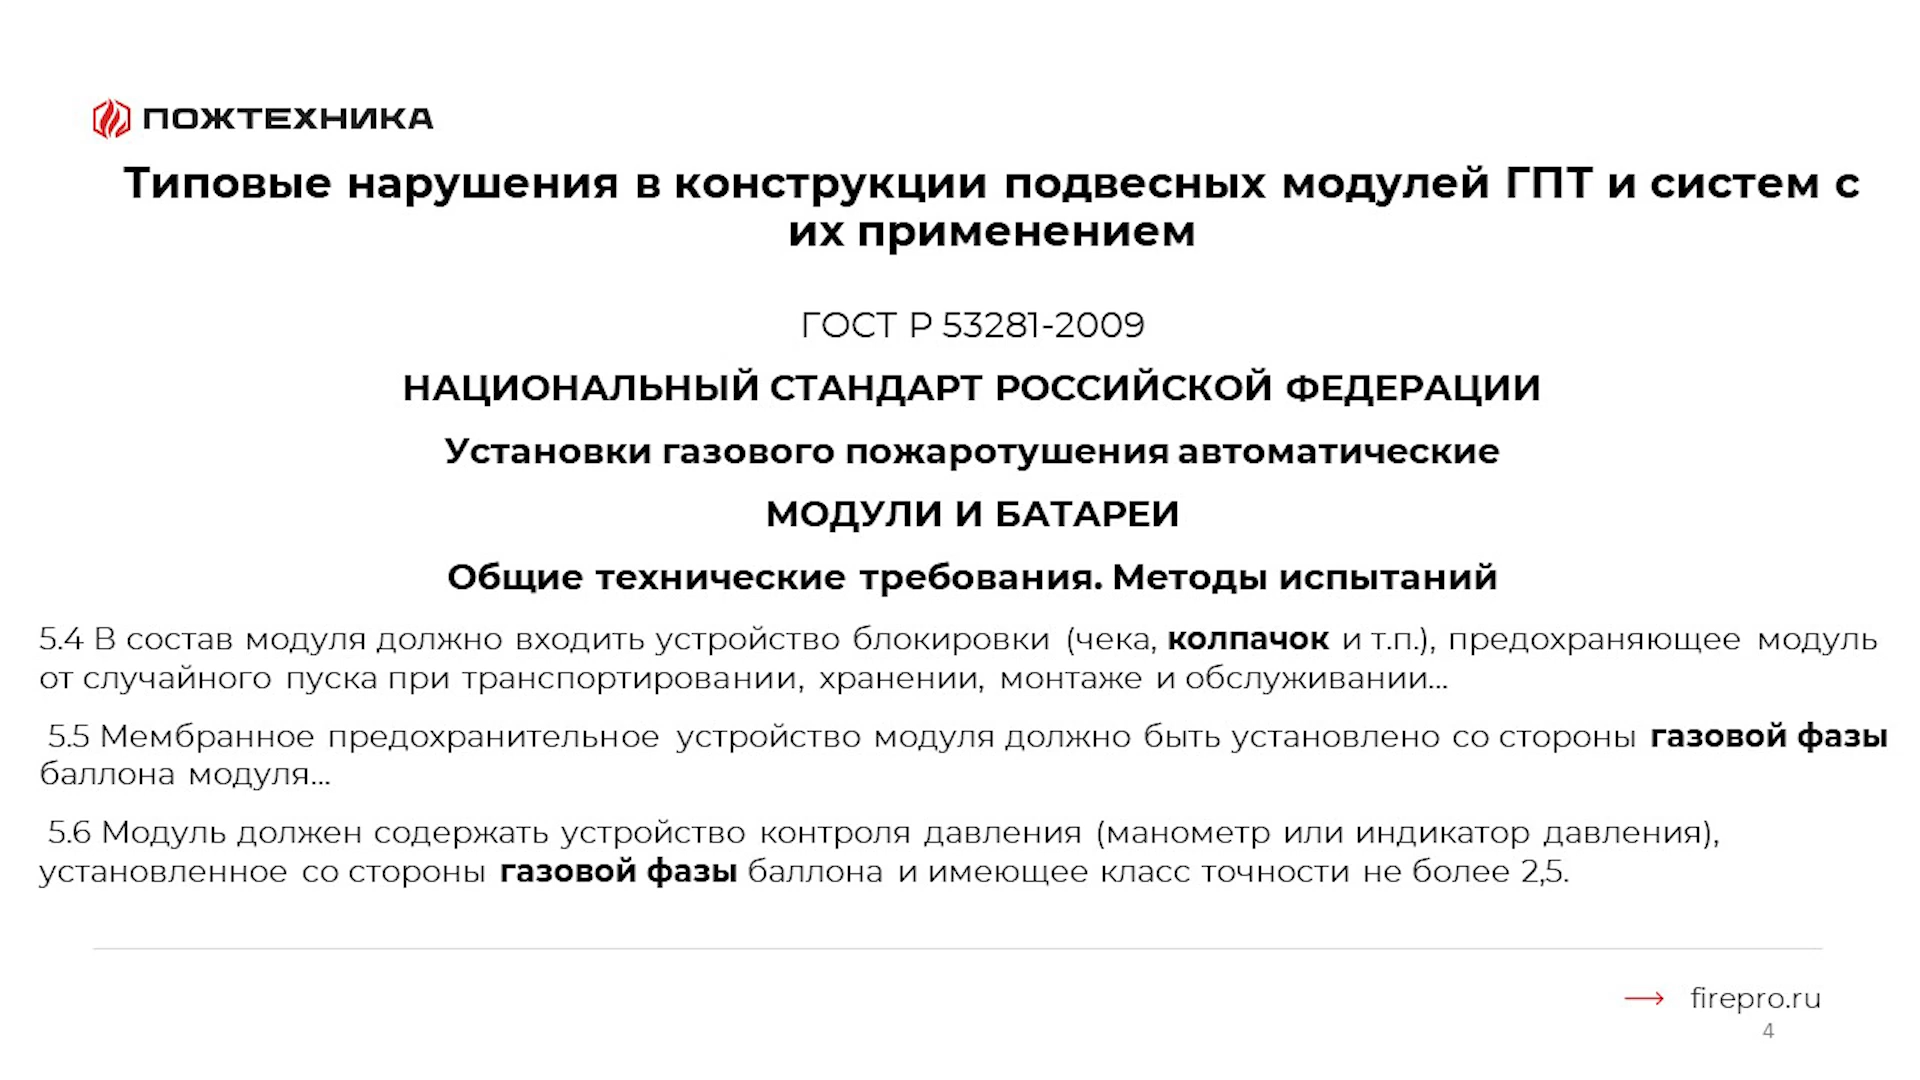 ПОЖТЕХНИКА
Типовые нарушения в конструкции подвесных модулей ГПТ и систем с
их применением
ГОСТ Р 53281-2009
НАЦИОНАЛЬНЫЙ СТАНДАРТ РОССИЙСКОЙ ФЕДЕРАЦИИ
Установки газового пожаротушения автоматические
МОДУЛИ И БАТАРЕИ
Общие технические требования. Методы испытаний
5.4 В состав модуля должно входить устройство блокировки (чека, колпачок и т.п.), предохраняющее модуль
от случайного пуска при транспортировании, хранении, монтаже и обслуживании...
5.5 Мембранное предохранительное устройство модуля должно быть установлено со стороны газовой фазы
баллона модуля...
5.6 Модуль должен содержать устройство контроля давления (манометр или индикатор давления),
установленное со стороны газовой фазы баллона и имеющее класс точности не более 2,5.
firepro.ru
4